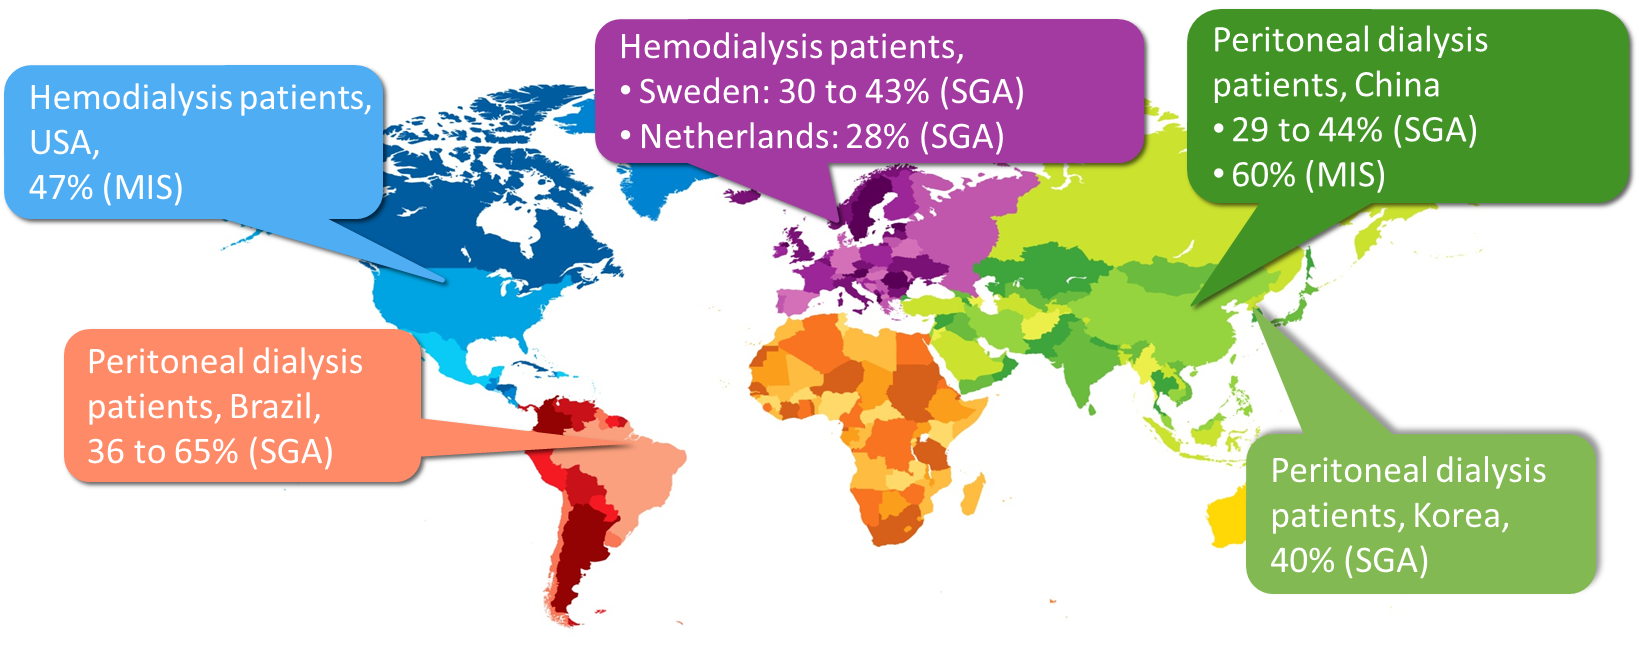 Hemodialysis patients,
USA,
47% (MIS)
Hemodialysis patients,
• Sweden: 30 to 43% (SGA)
• Netherlands: 28% (SGA)
Peritoneal dialysis
patients, China
• 29 to 44% (SGA)
• 60% (MIS)
Peritoneal dialysis
patients, Brazil,
36 to 65% (SGA)
Peritoneal dialysis
patients, Korea,
40% (SGA)